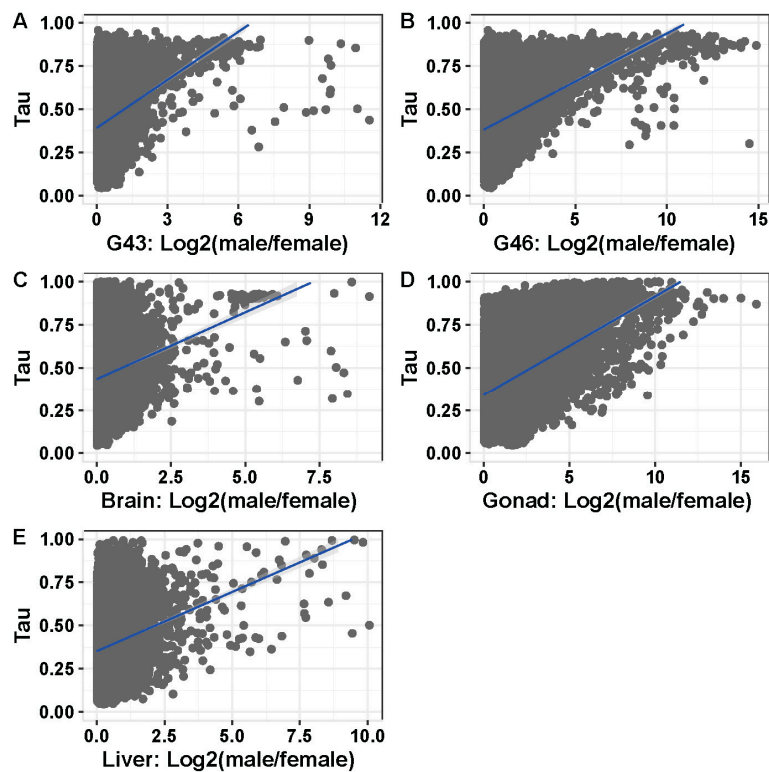 A
1.00
0.75
0.50
0.25
0.00
Tau
0 3 6 9 12
G43: Log2(male/female)
B
1.00
0.75
0.50
0.25
0.00
Tau
0 5 10 15
G46: Log2(male/female)
C
1.00
0.75
0.50
0.25
0.00
Tau
0.0 2.5 5.0 7.5
Brain: Log2(male/female)
D
1.00
0.75
0.50
0.25
0.00
Tau
0 5 10 15
Gonad: Log2(male/female)
E
1.00
0.75
0.50
0.25
0.00
Tau
0.0 2.5 5.0 7.5 10.0
Liver: Log2(male/female)